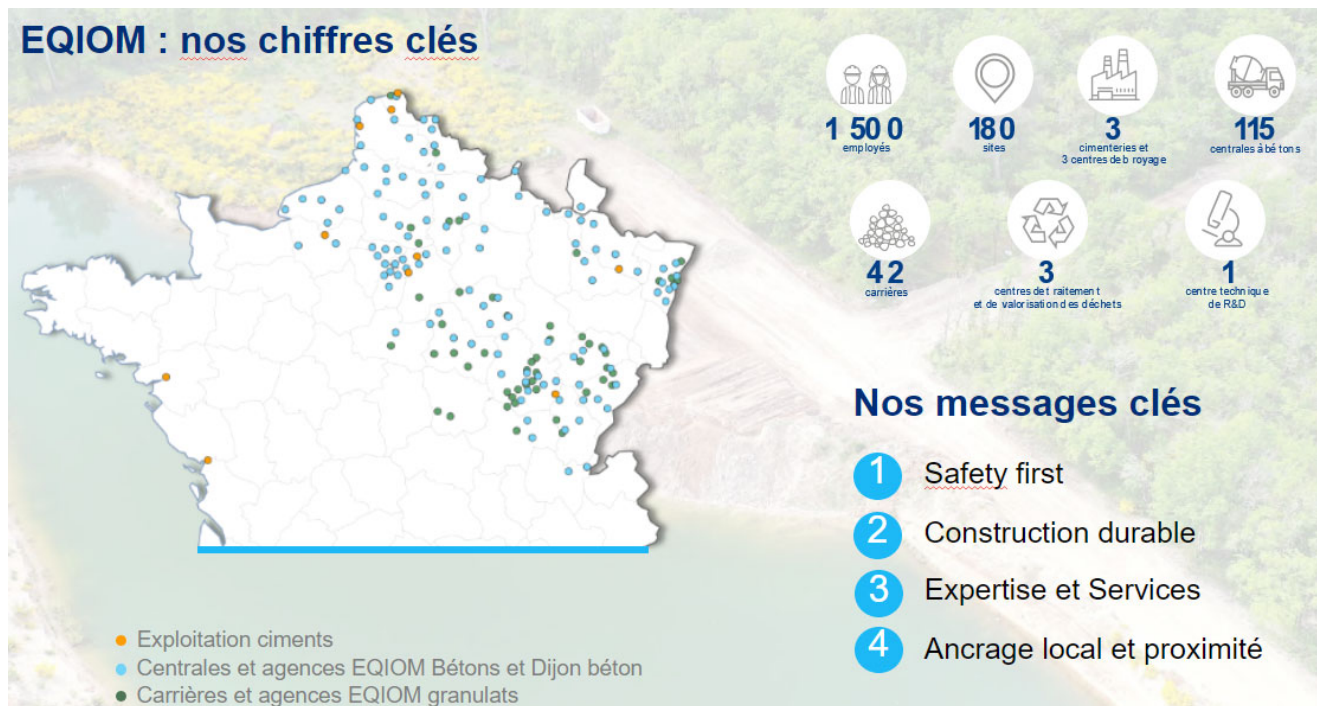 EQIOM : nos chiffres clés
1 500
employés
180
sites
3
cimenteries et
3 centres de broyage
115
centrales à bétons
42
carrières
3
centres de traitement
et de valorisation des déchets
1
centre technique
de R&D
Nos messages clés
1 Safety first
2 Construction durable
3 Expertise et Services
4 Ancrage local et proximité
Exploitation ciments
Centrales et agences EQIOM Bétons et Dijon béton
Carrières et agences EQIOM granulats